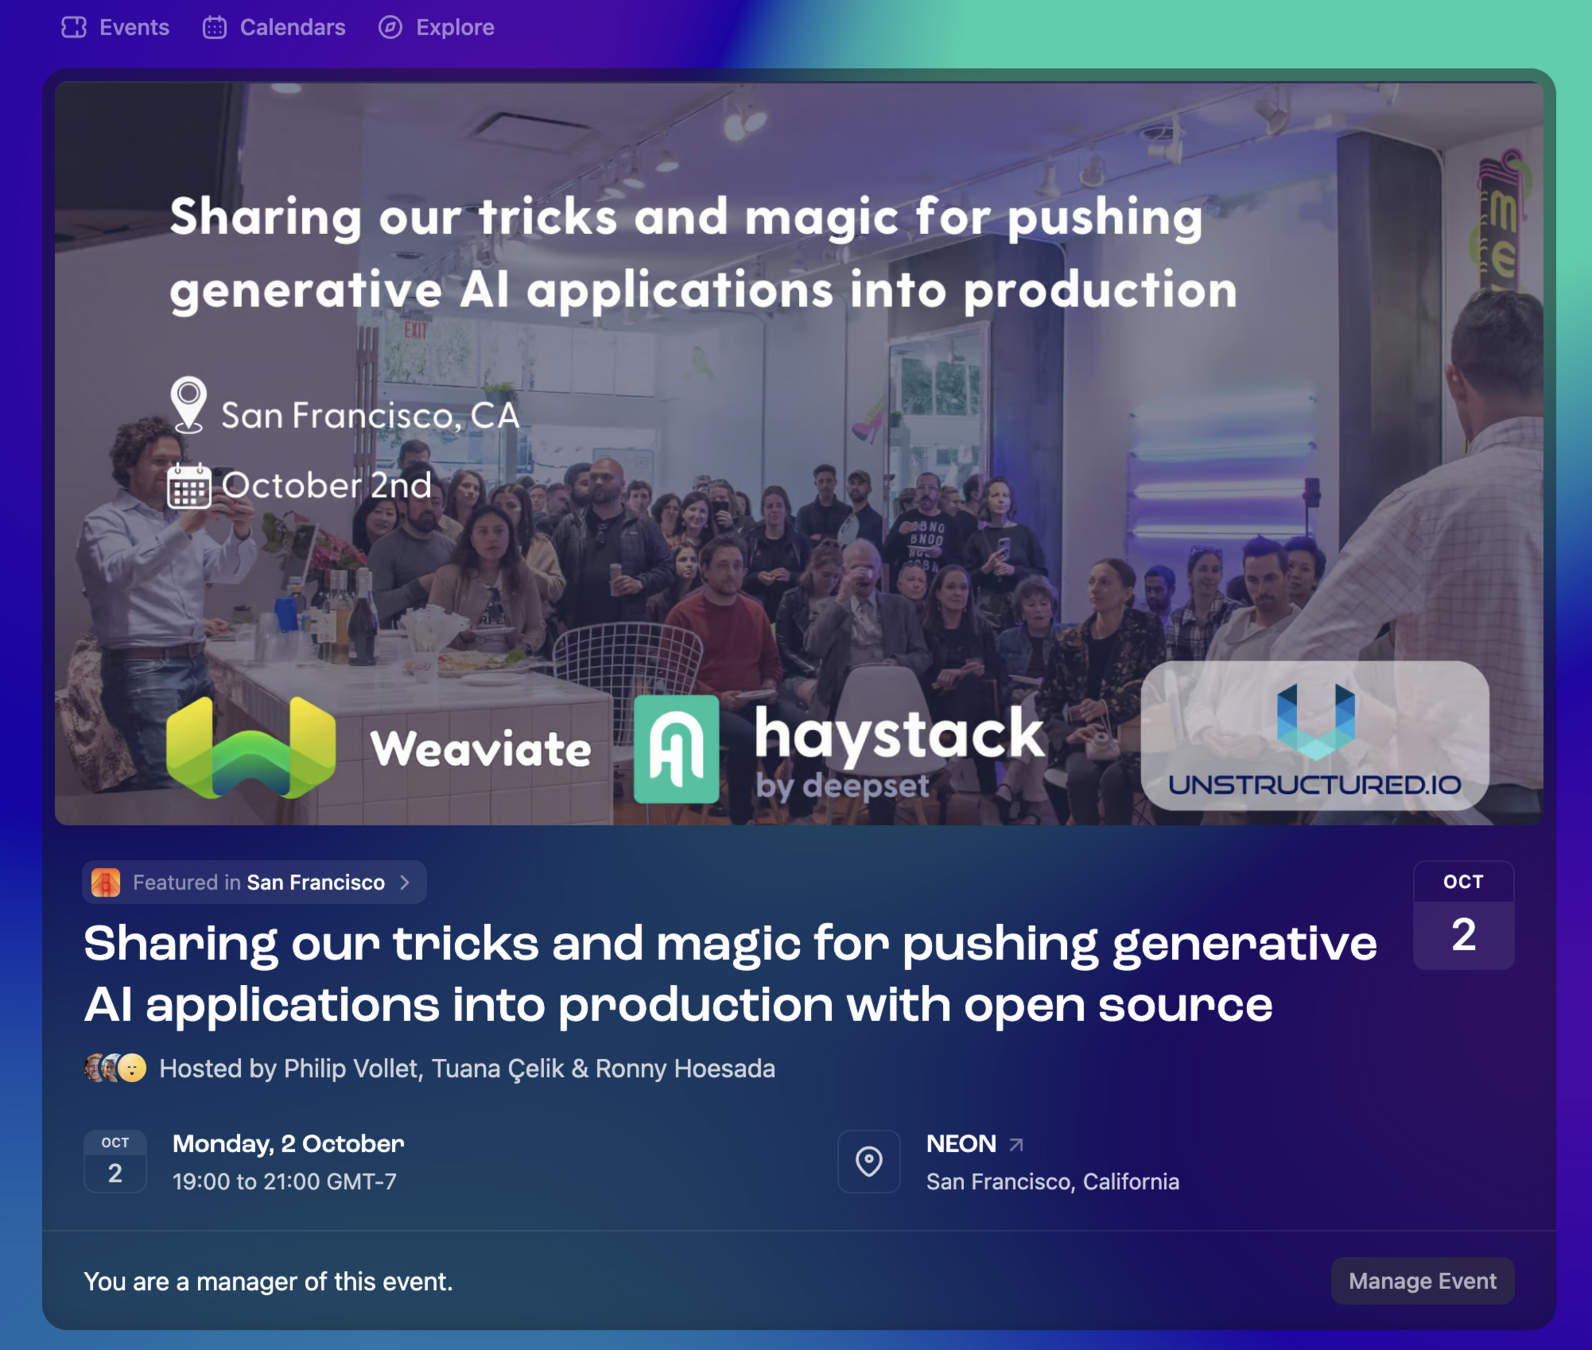 Events Calendars Explore
Sharing our tricks and magic for pushing
generative AI applications into production
EXIT
San Francisco, CA
October 2nd
Weaviate
haystack
by deepset
UNSTRUCTURED.IO
Featured in San Francisco
OCT
2
Sharing our tricks and magic for pushing generative
AI applications into production with open source
Hosted by Philip Vollet, Tuana Çelik & Ronny Hoesada
OCT
2
Monday, 2 October
19:00 to 21:00 GMT-7
NEON
San Francisco, California
You are a manager of this event.
Manage Event